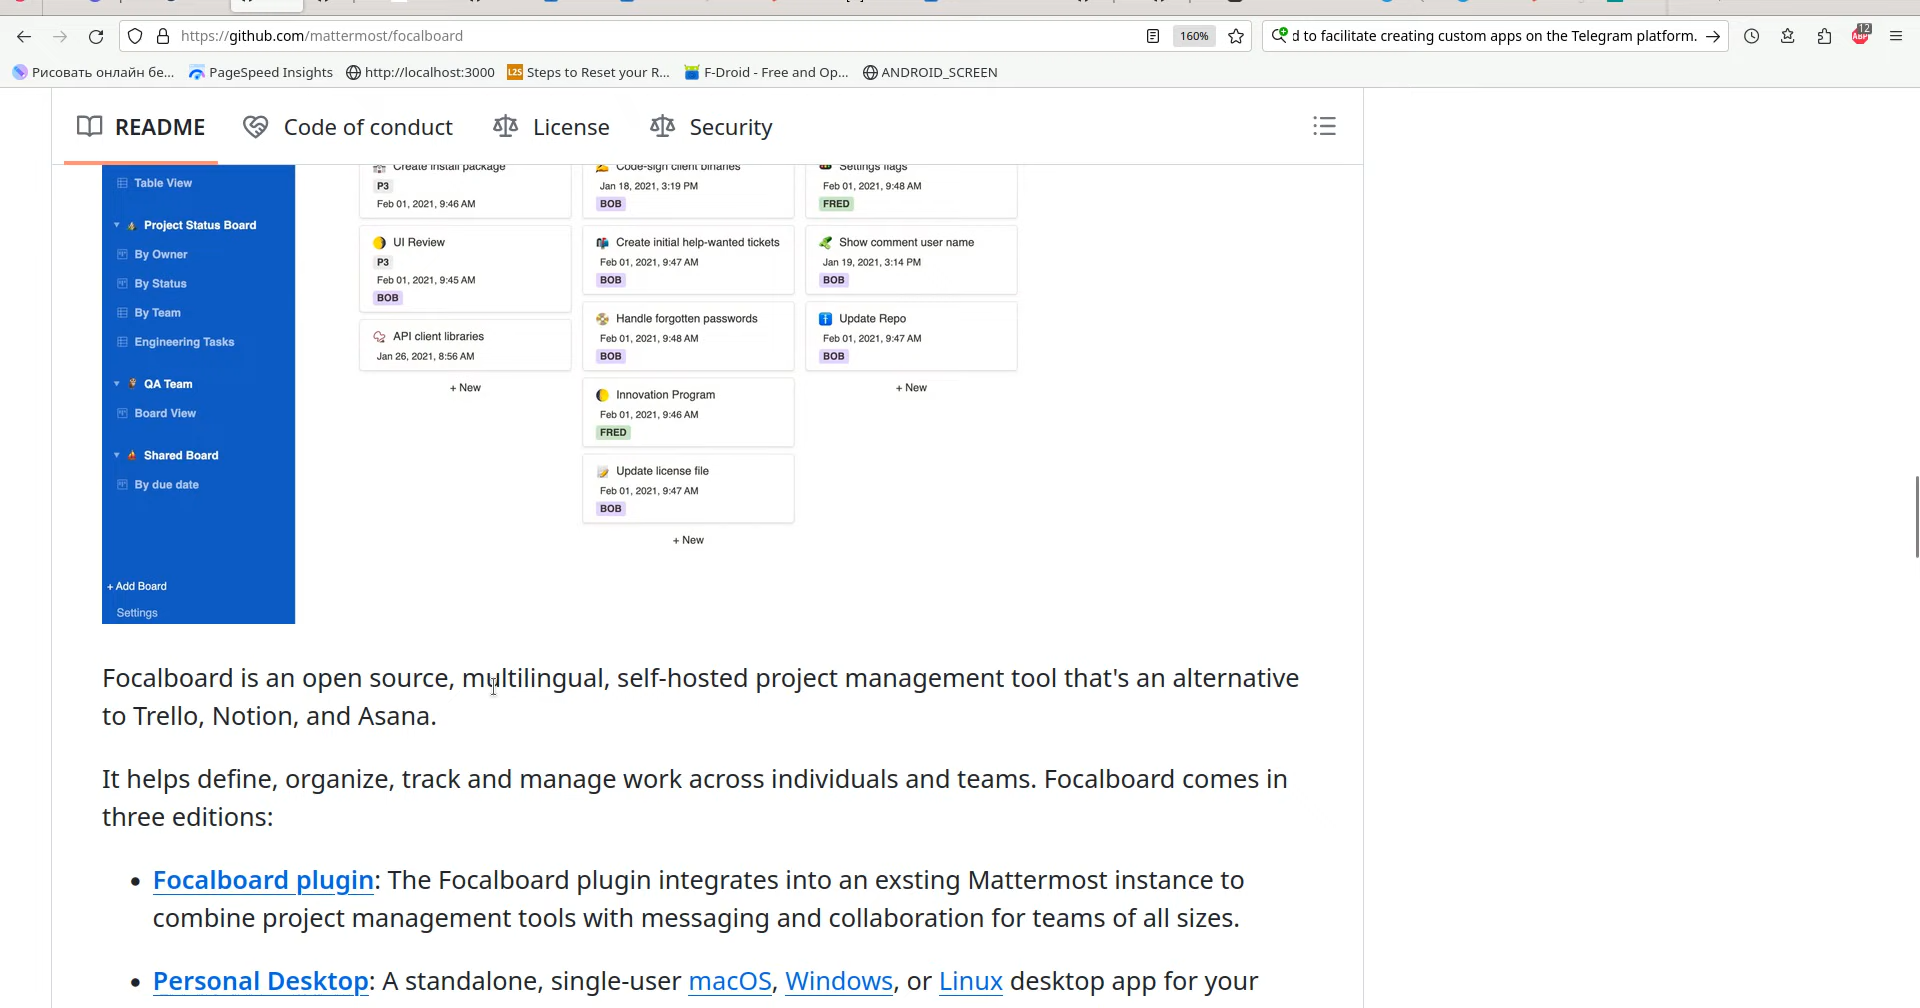 https://github.com/mattermost/focalboard
160%
d to facilitate creating custom apps on the Telegram platform.
12
ABP
Рисовать онлайн бе...
PageSpeed Insights
http://localhost:3000
Steps to Reset your R...
F-Droid - Free and Op...
ANDROID_SCREEN
README
Code of conduct
License
Security
Table View
Project Status Board
By Owner
By Status
By Team
Engineering Tasks
QA Team
Board View
Shared Board
By due date
+ Add Board
Settings
Create install package
P3
Feb 01, 2021, 9:46 AM
UI Review
P3
Feb 01, 2021, 9:45 AM
BOB
API client libraries
Jan 26, 2021, 8:56 AM
+ New
Code-sign client binaries
Jan 18, 2021, 3:19 PM
BOB
Create initial help-wanted tickets
Feb 01, 2021, 9:47 AM
BOB
Handle forgotten passwords
Feb 01, 2021, 9:48 AM
BOB
Innovation Program
Feb 01, 2021, 9:46 AM
FRED
Update license file
Feb 01, 2021, 9:47 AM
BOB
+ New
Settings flags
Feb 01, 2021, 9:48 AM
FRED
Show comment user name
Jan 19, 2021, 3:14 PM
BOB
Update Repo
Feb 01, 2021, 9:47 AM
BOB
+ New
Focalboard is an open source, multilingual, self-hosted project management tool that's an alternative
to Trello, Notion, and Asana.
It helps define, organize, track and manage work across individuals and teams. Focalboard comes in
three editions:
• Focalboard plugin: The Focalboard plugin integrates into an exsting Mattermost instance to
combine project management tools with messaging and collaboration for teams of all sizes.
• Personal Desktop: A standalone, single-user macOS, Windows, or Linux desktop app for your